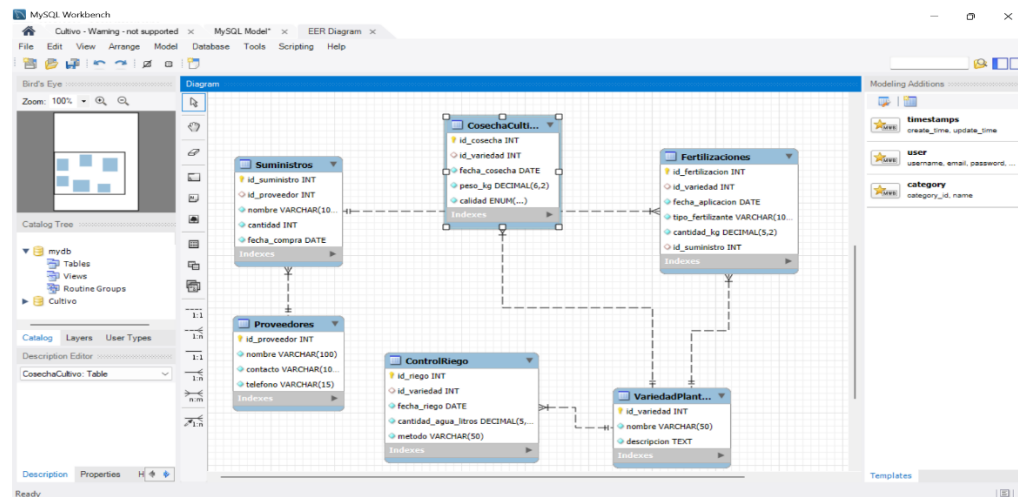 MySQL Workbench
Cultivo - Warning - not supported
MySQL Model*
EER Diagram
File Edit View Arrange Model Database Tools Scripting Help
Bird's Eye
Zoom: 100%
Catalog Tree
mydb
Tables
Views
Routine Groups
Cultivo
Catalog Layers User Types
Description Editor
CosechaCultivo: Table
Description Properties H
Ready
Diagram
1:1
1:n
1:1
1:n
n:m
1:n
Suministros
id_suministro INT
id_proveedor INT
nombre VARCHAR(10...
cantidad INT
fecha_compra DATE
Indexes
CosechaCulti...
id_cosecha INT
id_variedad INT
fecha_cosecha DATE
peso_kg DECIMAL(6,2)
calidad ENUM(...)
Indexes
Fertilizaciones
id_fertilizacion INT
id_variedad INT
fecha_aplicacion DATE
tipo_fertilizante VARCHAR(10...
cantidad_kg DECIMAL(5,2)
id_suministro INT
Indexes
Proveedores
id_proveedor INT
nombre VARCHAR(100)
contacto VARCHAR(10...
telefono VARCHAR(15)
Indexes
ControlRiego
id_riego INT
id_variedad INT
fecha_riego DATE
cantidad_agua_litros DECIMAL(5,...
metodo VARCHAR(50)
Indexes
VariedadPlant...
id_variedad INT
nombre VARCHAR(50)
descripcion TEXT
Indexes
Modeling Additions
timestamps
create_time, update_time
user
username, email, password, ...
category
category_id, name
Templates